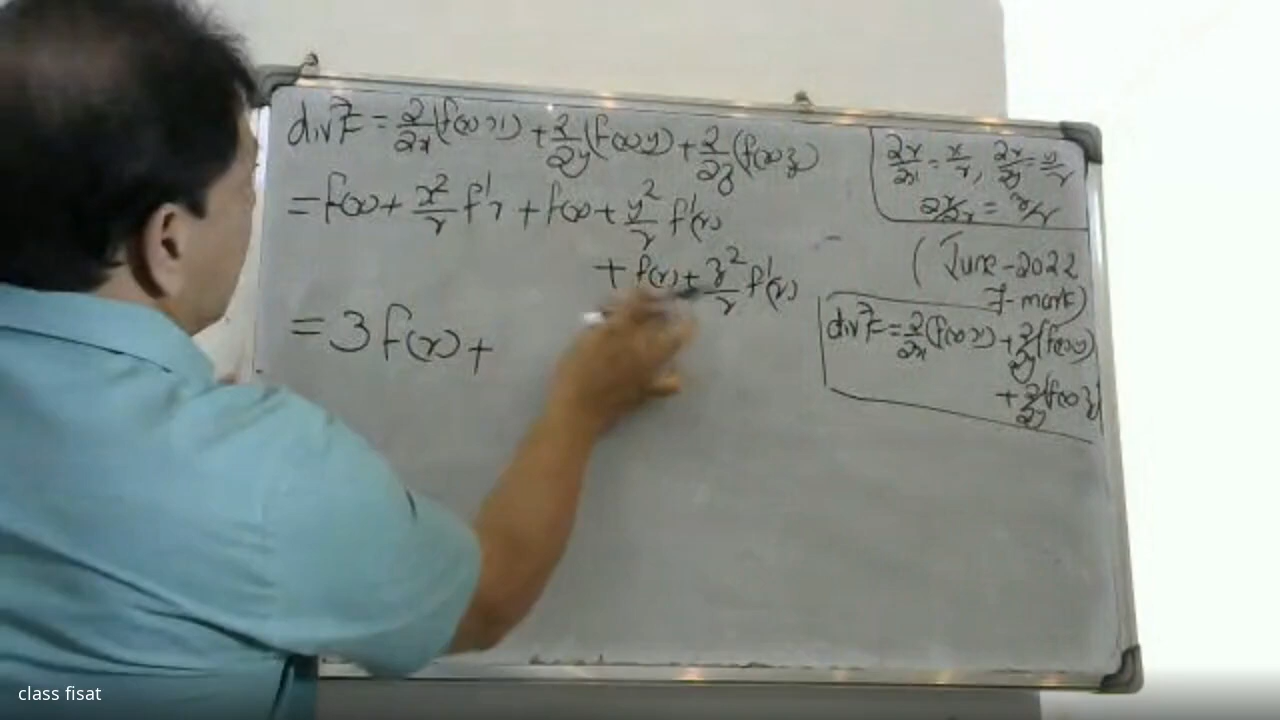 div F⃗ = ∂/∂x (f(r) x) + ∂/∂y (f(r) y) + ∂/∂z (f(r) z)
= f(r) + x²/r f'r + f(r) + y²/r f'(r)
+ f(r) + z²/r f'(r)
= 3 f(r) +
∂r/∂x = x/r, ∂r/∂y = y/r
(June-2022
7-mark)
div F⃗ = ∂/∂x (f(r) x) + ∂/∂y (f(r) y)
+ ∂/∂y (f(r) z)
class fisat